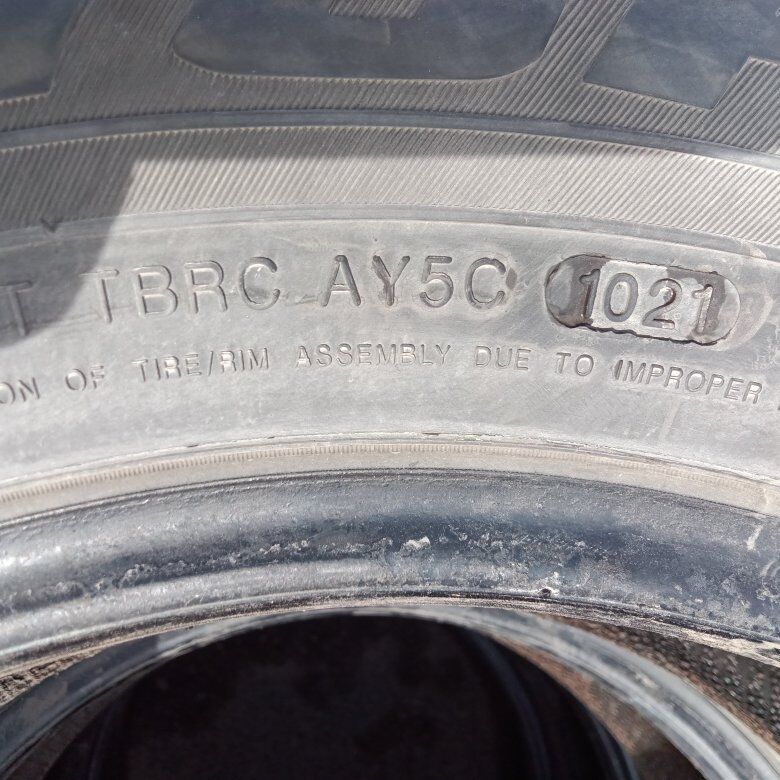 T TBRC AY5C 1021
ON OF TIRE/RIM ASSEMBLY DUE TO IMPROPER